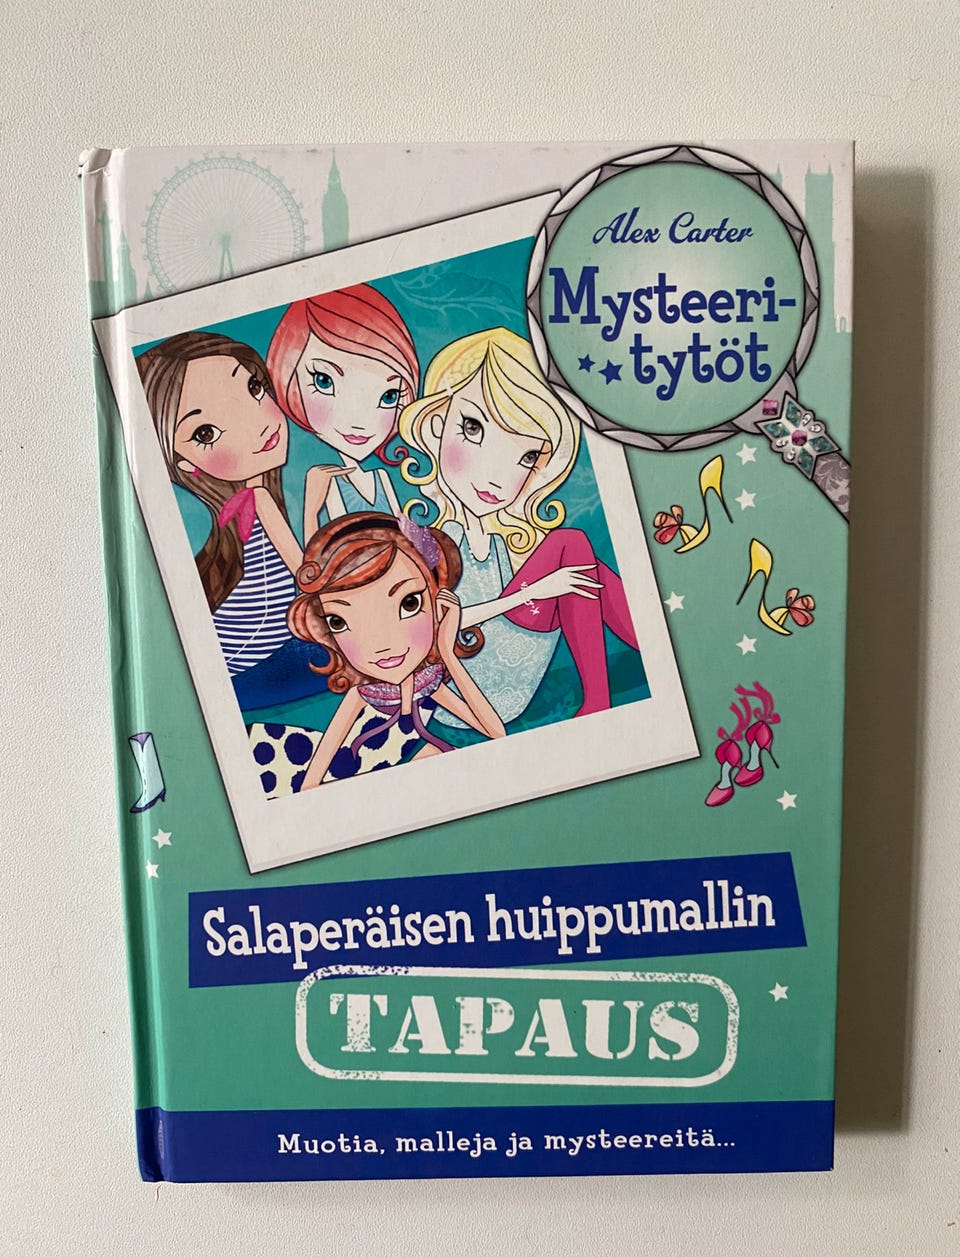 Alex Carter
Mysteeri-
tytöt
Salaperäisen huippumallin
TAPAUS
Muotia, malleja ja mysteereitä...